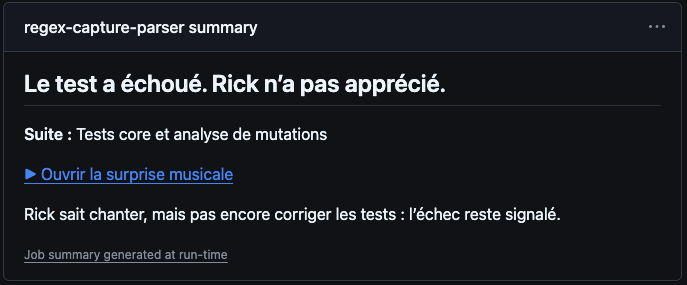 regex-capture-parser summary
Le test a échoué. Rick n’a pas apprécié.
Suite : Tests core et analyse de mutations
▶ Ouvrir la surprise musicale
Rick sait chanter, mais pas encore corriger les tests : l’échec reste signalé.
Job summary generated at run-time